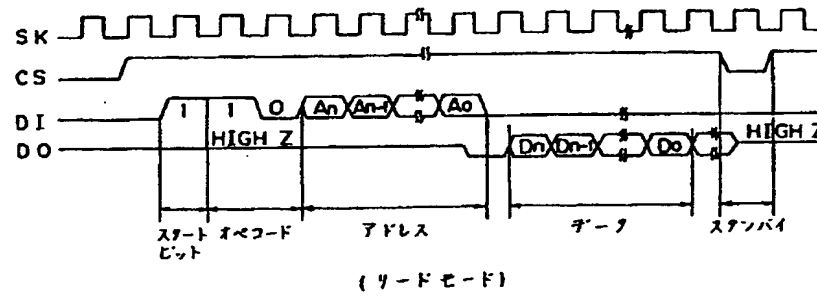 SK
CS
DI 1 1 0 An An-1 Ao
DO HIGH Z Dn Dn-1 Do HIGH Z
スタートビット オペコード アドレス データ スタンバイ
(リードモード)